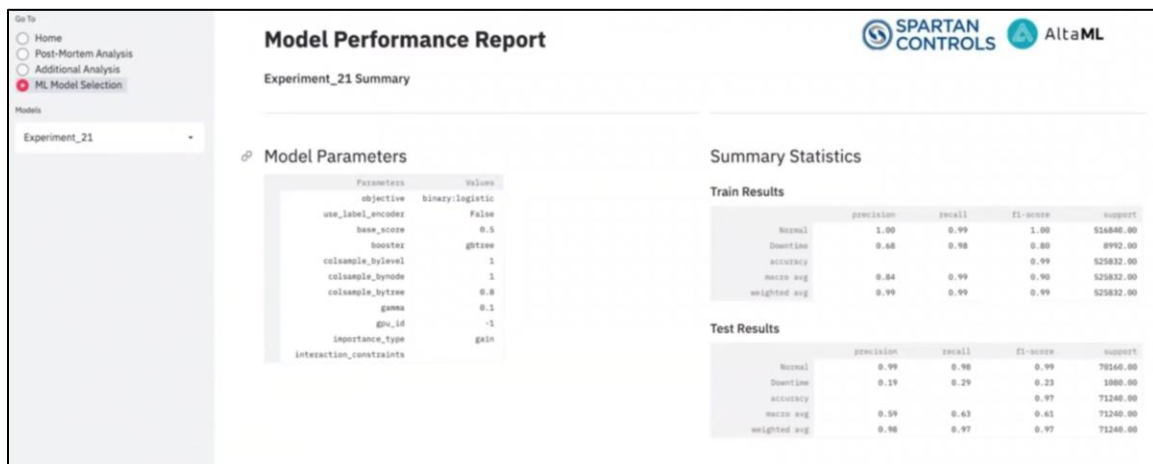 Go To
Home
Post-Mortem Analysis
Additional Analysis
ML Model Selection
Models
Experiment_21
Model Performance Report
SPARTAN
CONTROLS
AltaML
Experiment_21 Summary
Model Parameters
Parameters Values
objective binary:logistic
use_label_encoder False
base_score 0.5
booster gbtree
colsample_bylevel 1
colsample_bynode 1
colsample_bytree 0.8
gamma 0.1
gpu_id -1
importance_type gain
interaction_constraints
Summary Statistics
Train Results
precision recall f1-score support
Normal 1.00 0.99 1.00 516840.00
Downtime 0.68 0.98 0.80 8992.00
accuracy 0.99 525832.00
macro avg 0.84 0.99 0.90 525832.00
weighted avg 0.99 0.99 0.99 525832.00
Test Results
precision recall f1-score support
Normal 0.99 0.98 0.99 70160.00
Downtime 0.19 0.29 0.23 1080.00
accuracy 0.97 71240.00
macro avg 0.59 0.63 0.61 71240.00
weighted avg 0.98 0.97 0.97 71240.00